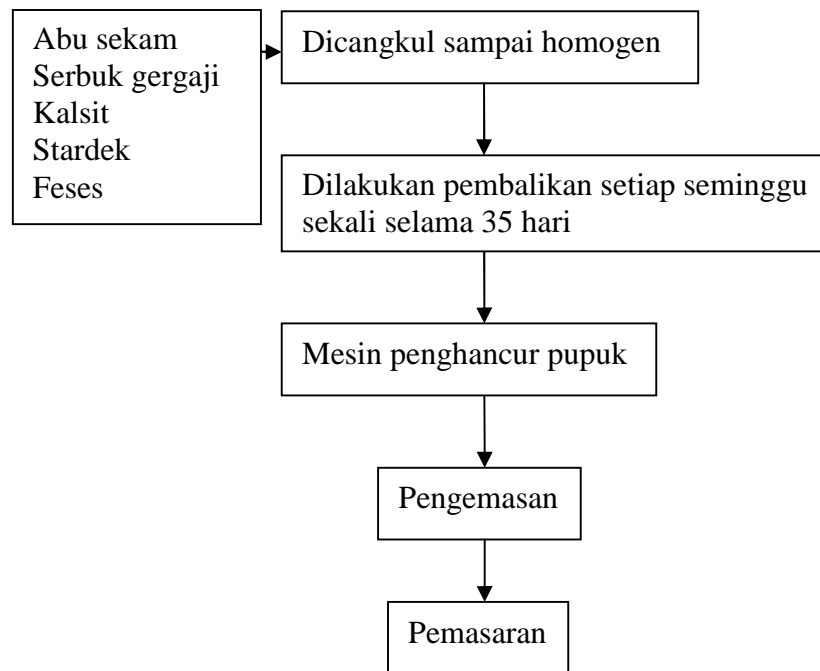 Abu sekam
Serbuk gergaji
Kalsit
Stardek
Feses
Dicangkul sampai homogen
Dilakukan pembalikan setiap seminggu
sekali selama 35 hari
Mesin penghancur pupuk
Pengemasan
Pemasaran